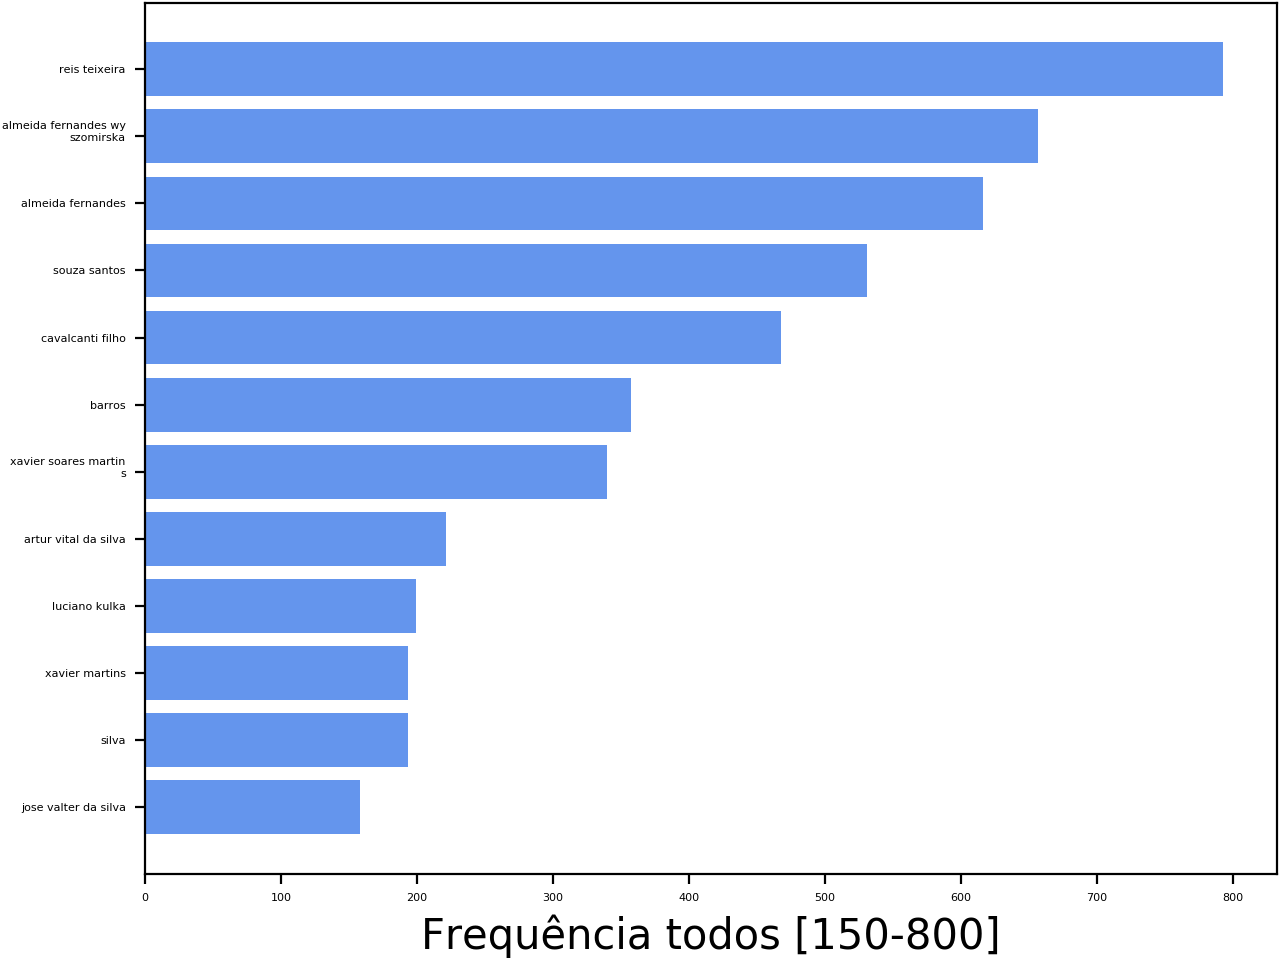 reis teixeira
almeida fernandes wy
szomirska
almeida fernandes
souza santos
cavalcanti filho
barros
xavier soares martin
s
artur vital da silva
luciano kulka
xavier martins
silva
jose valter da silva
0 100 200 300 400 500 600 700 800
Frequência todos [150-800]